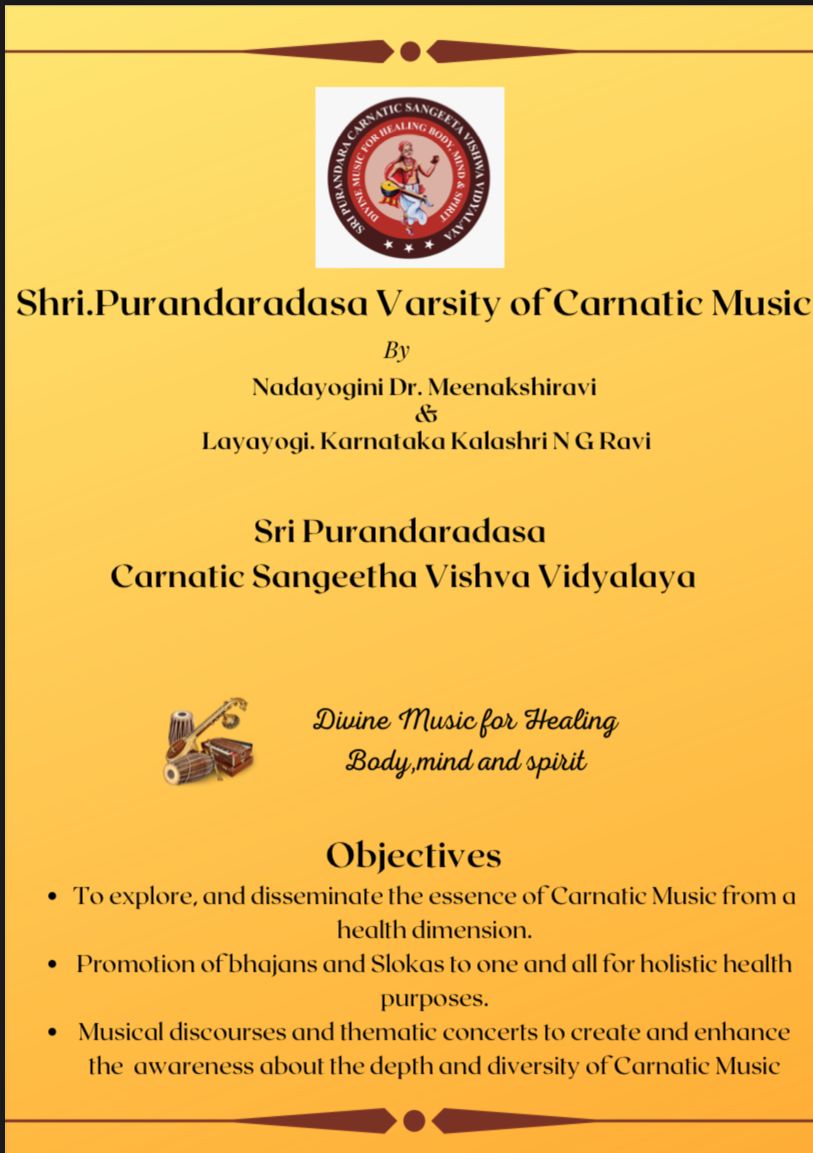 SRI PURANDARA CARNATIC SANGEETA VISHWA VIDYALAYA
DIVINE MUSIC FOR HEALING BODY, MIND & SPIRIT
Shri.Purandaradasa Varsity of Carnatic Music
By
Nadayogini Dr. Meenakshiravi
&
Layayogi. Karnataka Kalashri N G Ravi
Sri Purandaradasa
Carnatic Sangeetha Vishva Vidyalaya
Divine Music for Healing
Body,mind and spirit
Objectives
• To explore, and disseminate the essence of Carnatic Music from a
health dimension.
• Promotion of bhajans and Slokas to one and all for holistic health
purposes.
• Musical discourses and thematic concerts to create and enhance
the awareness about the depth and diversity of Carnatic Music